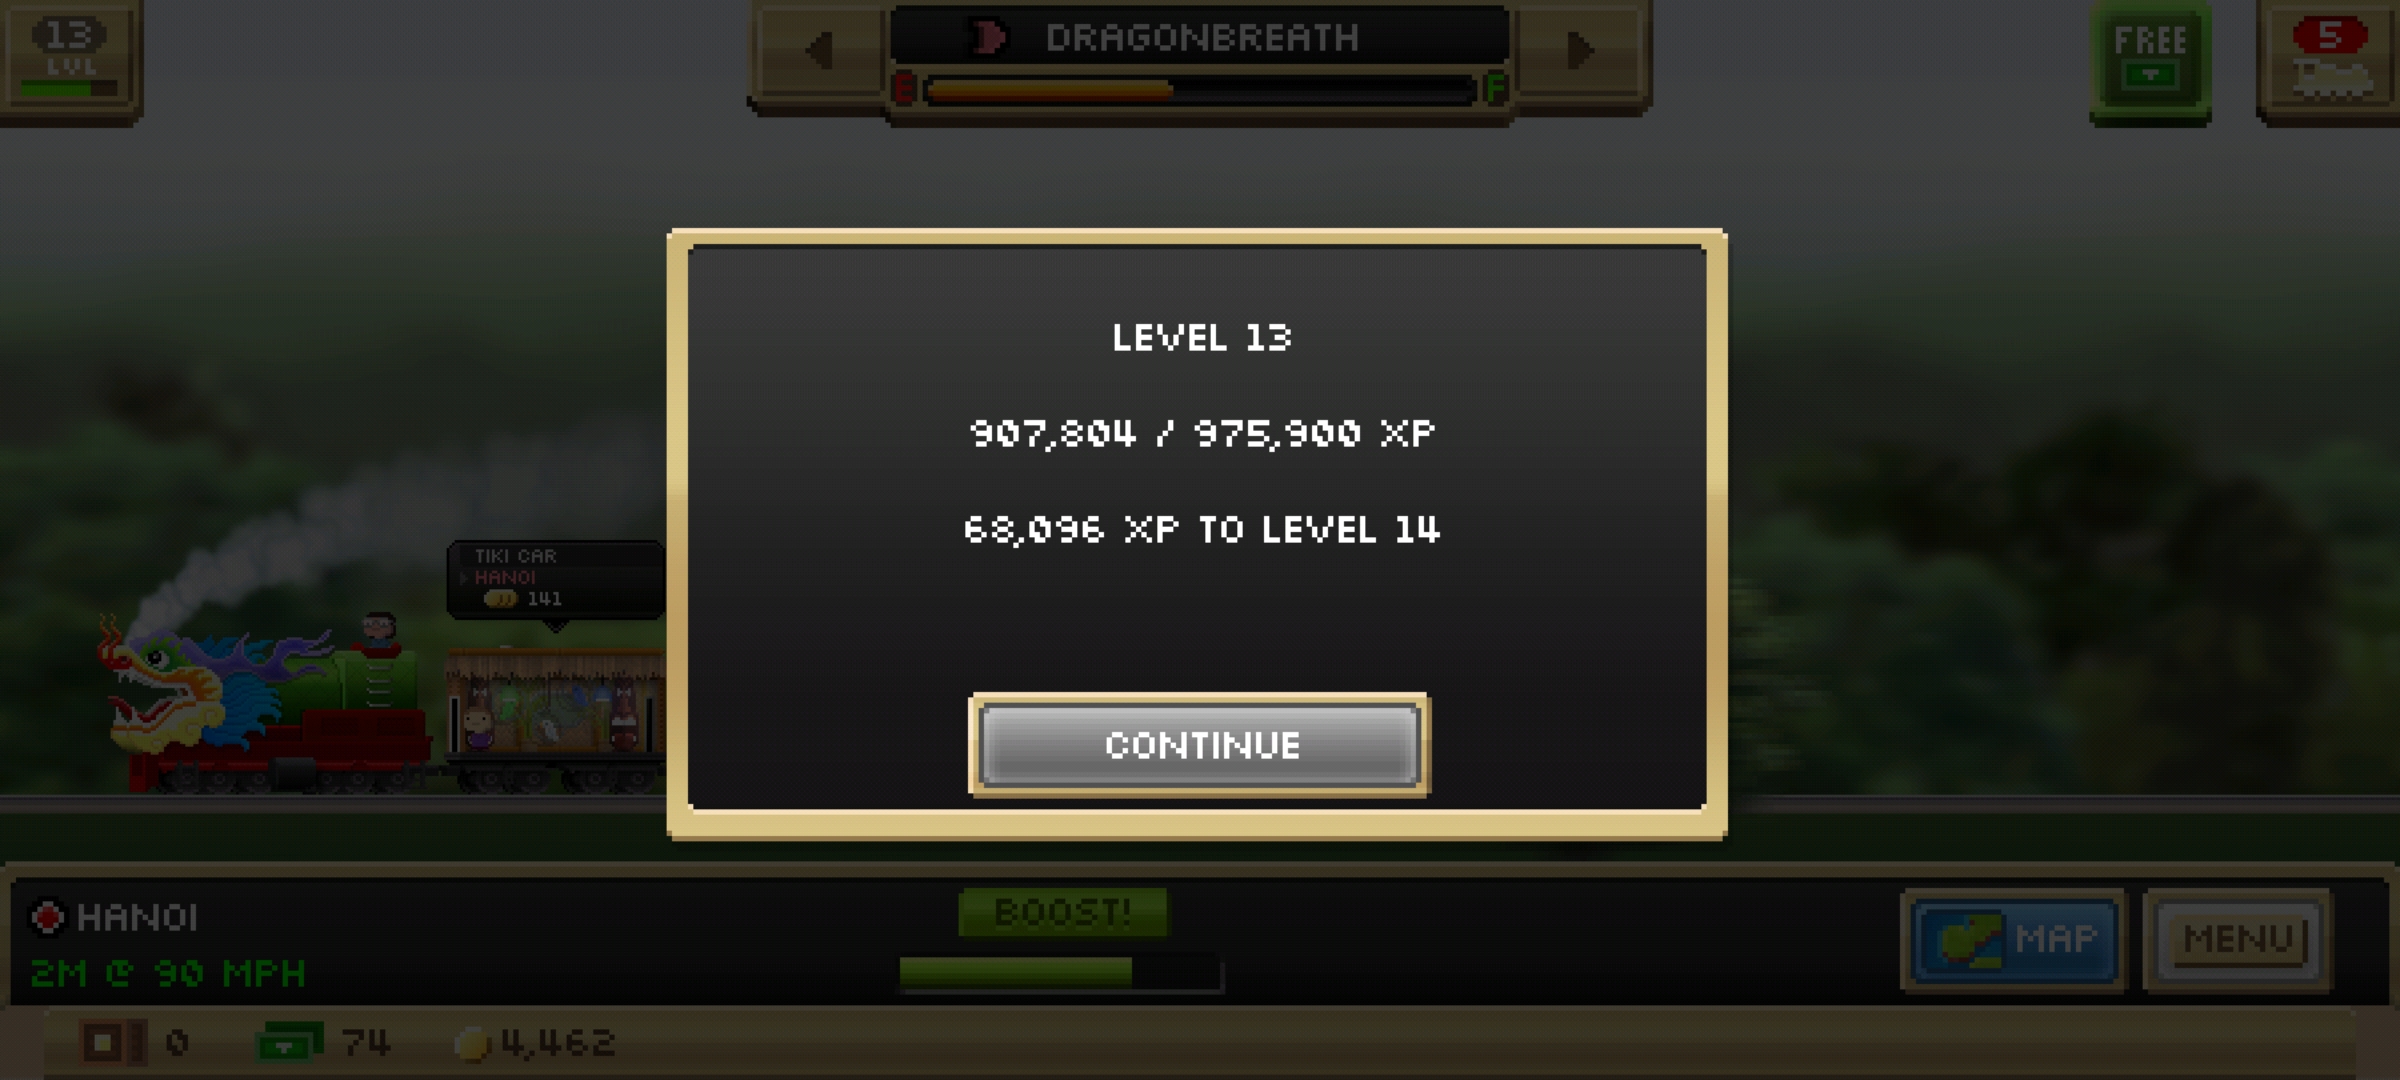 13
LVL
DRAGONBREATH
E
F
FREE
5
LEVEL 13
907,804 / 975,900 XP
68,096 XP TO LEVEL 14
CONTINUE
TIKI CAR
HANOI
141
HANOI
2M @ 90 MPH
BOOST!
MAP
MENU
0
74
4,462